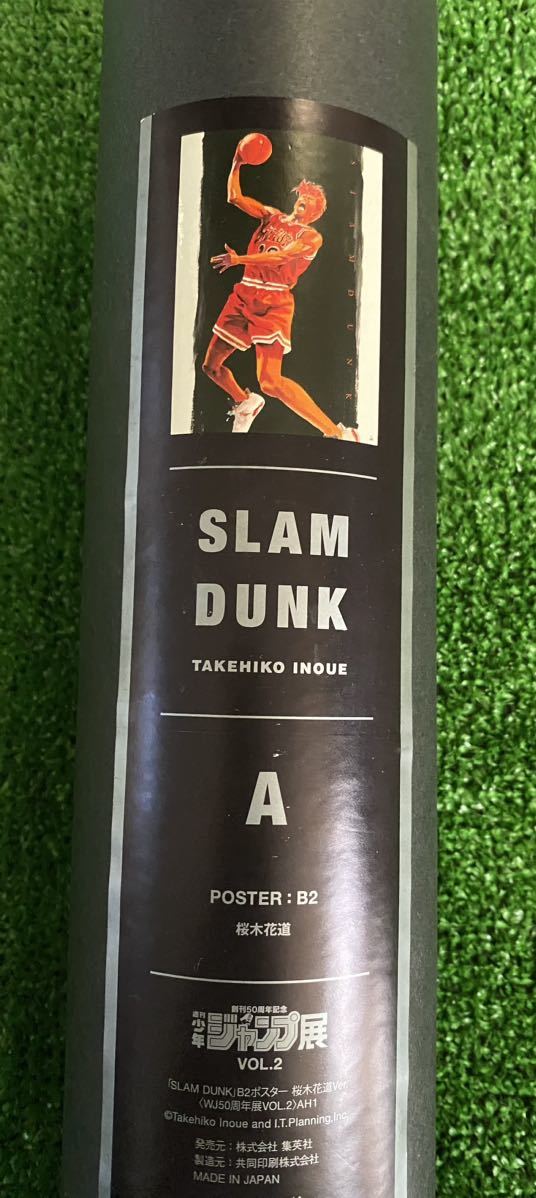 SLAM DUNK
SLAM
DUNK
TAKEHIKO INOUE
A
POSTER : B2
桜木花道
創刊50周年記念
週刊少年ジャンプ展
VOL.2
「SLAM DUNK」B2ポスター 桜木花道Ver.
〈WJ50周年展VOL.2〉AH1
©Takehiko Inoue and I.T.Planning,Inc.
発売元：株式会社 集英社
製造元：共同印刷株式会社
MADE IN JAPAN